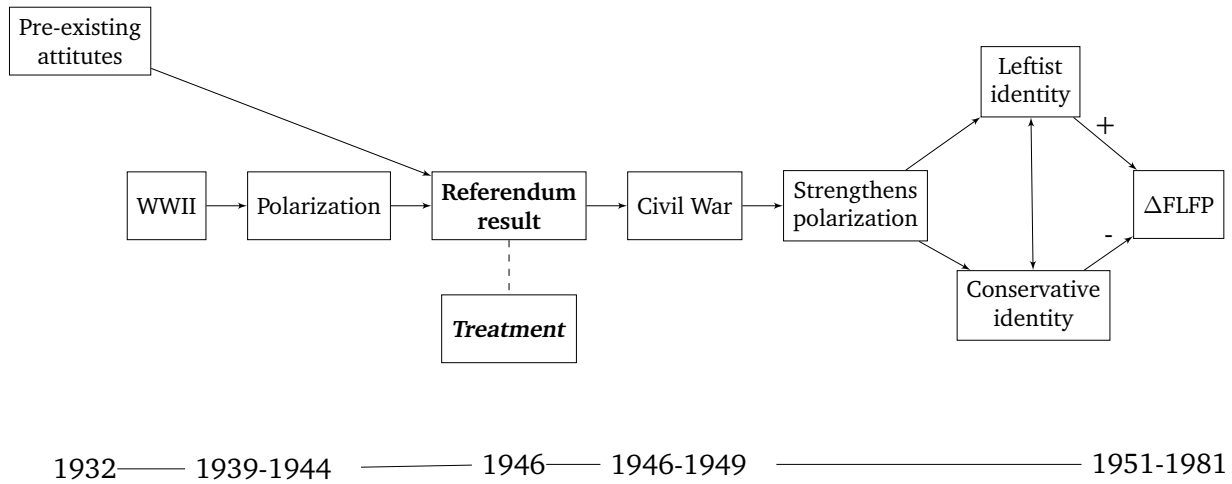 Pre-existing
attitutes
WWII
Polarization
Referendum
result
Treatment
Civil War
Strengthens
polarization
Leftist
identity
Conservative
identity
+
-
ΔFLFP
1932
1939-1944
1946
1946-1949
1951-1981